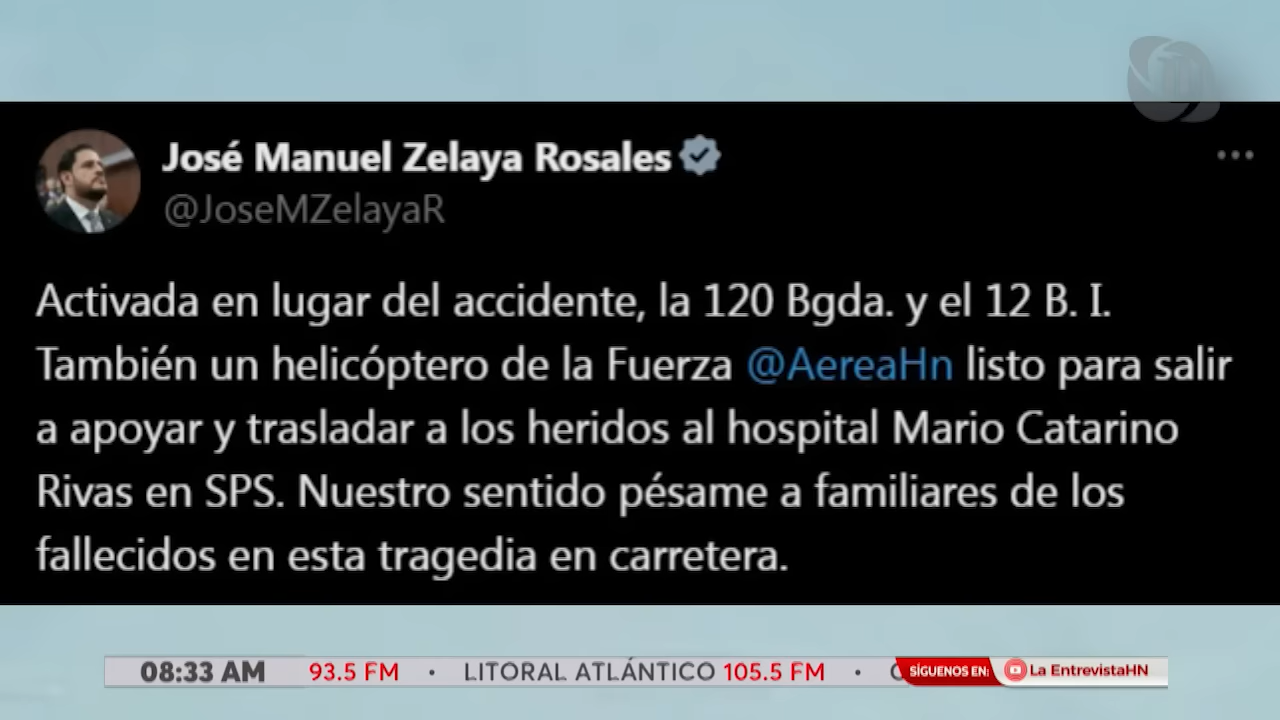 José Manuel Zelaya Rosales
@JoseMZelayaR
Activada en lugar del accidente, la 120 Bgda. y el 12 B. I.
También un helicóptero de la Fuerza @AereaHn listo para salir
a apoyar y trasladar a los heridos al hospital Mario Catarino
Rivas en SPS. Nuestro sentido pésame a familiares de los
fallecidos en esta tragedia en carretera.
08:33 AM 93.5 FM • LITORAL ATLÁNTICO 105.5 FM • SÍGUENOS EN: La EntrevistaHN